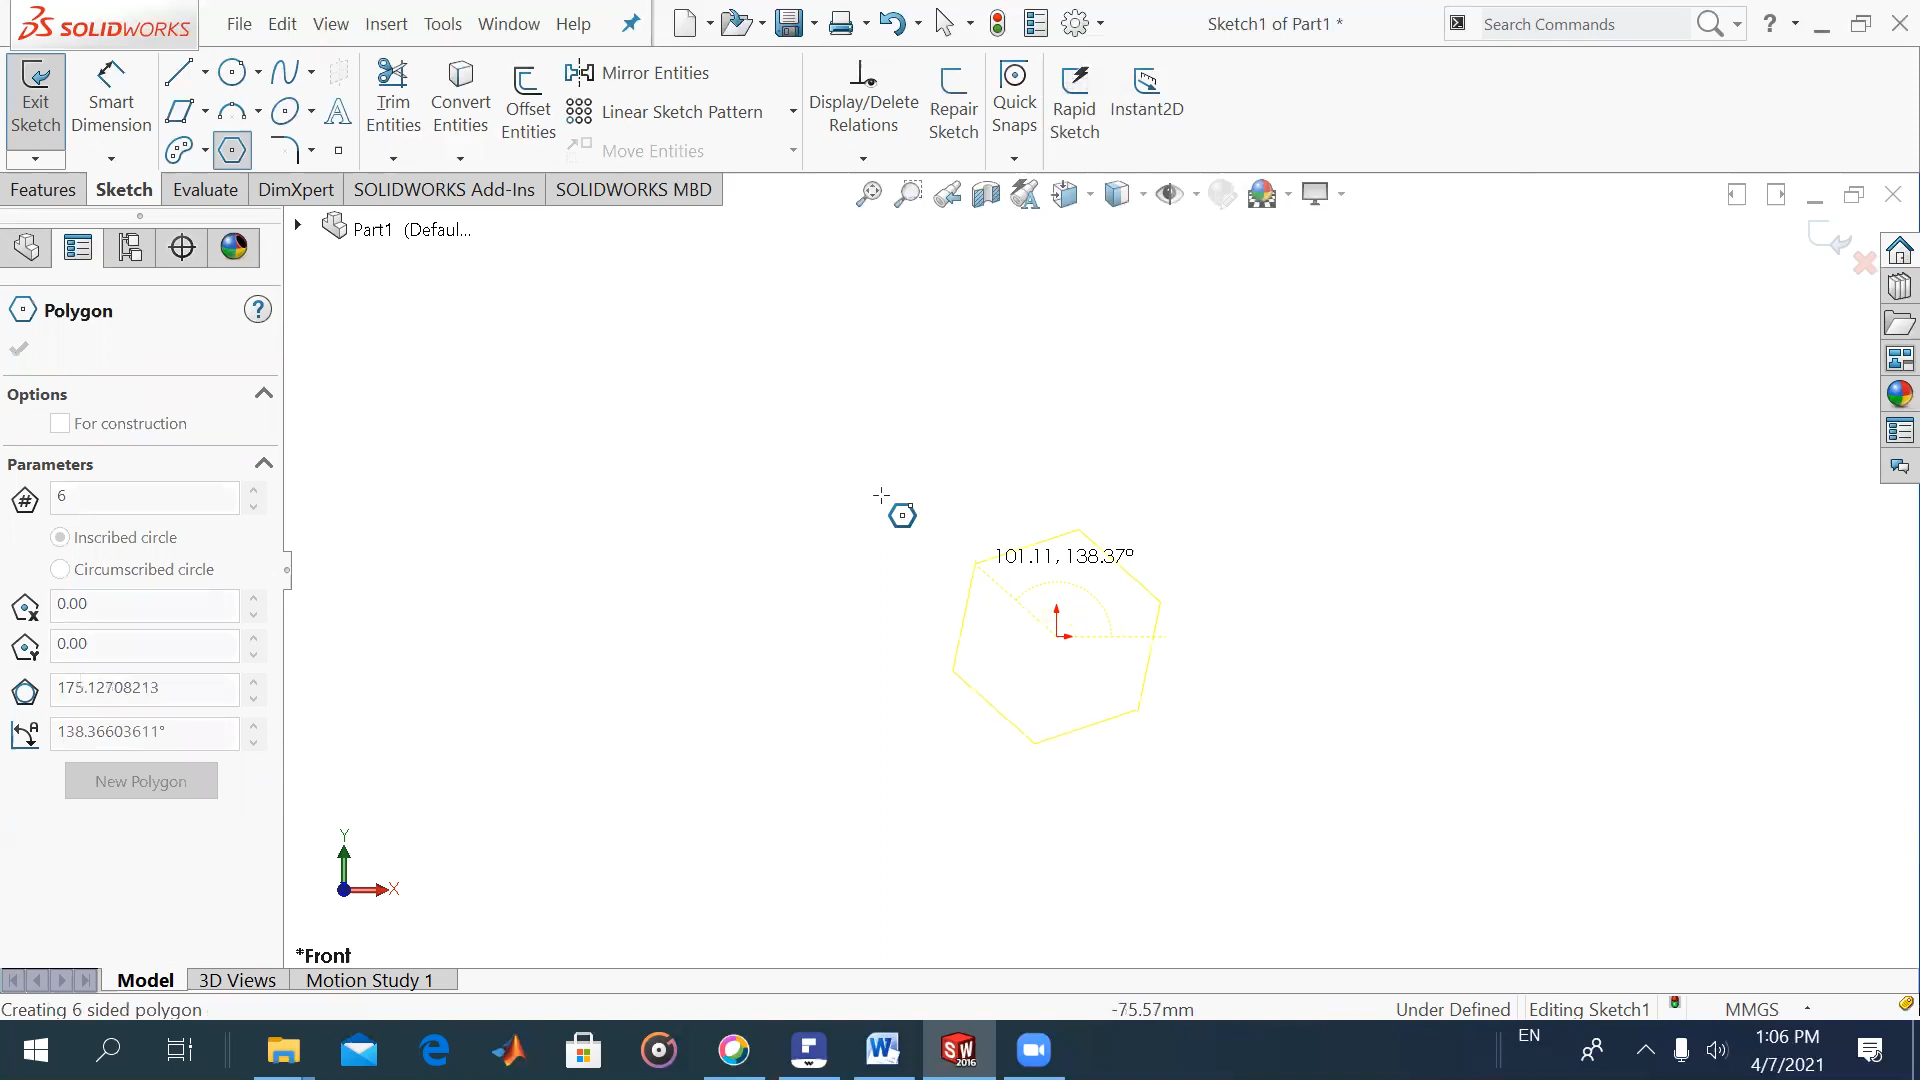 SOLIDWORKS File Edit View Insert Tools Window Help Sketch1 of Part1 * Search Commands ?
Exit Sketch
Smart Dimension
Trim Entities
Convert Entities
Offset Entities
Mirror Entities
Linear Sketch Pattern
Move Entities
Display/Delete Relations
Repair Sketch
Quick Snaps
Rapid Sketch
Instant2D
Features Sketch Evaluate DimXpert SOLIDWORKS Add-Ins SOLIDWORKS MBD
Part1 (Defaul...
Polygon ?
Options
For construction
Parameters
6
Inscribed circle
Circumscribed circle
0.00
0.00
175.12708213
138.36603611°
New Polygon
101.11, 138.37°
Y
X
*Front
Model 3D Views Motion Study 1
Creating 6 sided polygon -75.57mm Under Defined Editing Sketch1 MMGS
EN
1:06 PM
4/7/2021
SW
2016